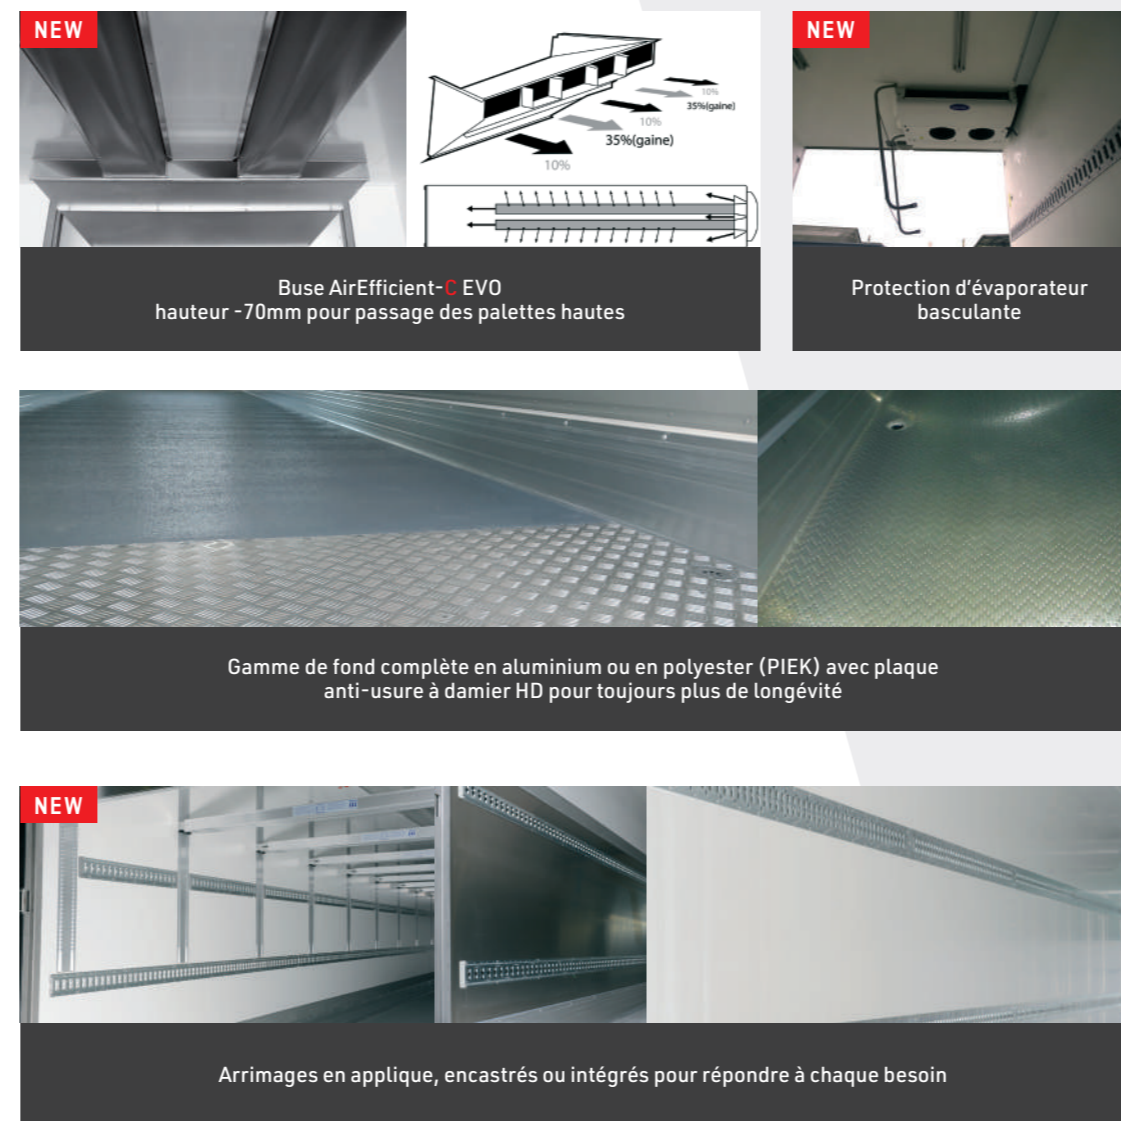 NEW
10%
35%(gaine)
10%
35%(gaine)
10%
Buse AirEfficient-C EVO
hauteur -70mm pour passage des palettes hautes
NEW
Protection d’évaporateur
basculante
Gamme de fond complète en aluminium ou en polyester (PIEK) avec plaque
anti-usure à damier HD pour toujours plus de longévité
NEW
Arrimages en applique, encastrés ou intégrés pour répondre à chaque besoin